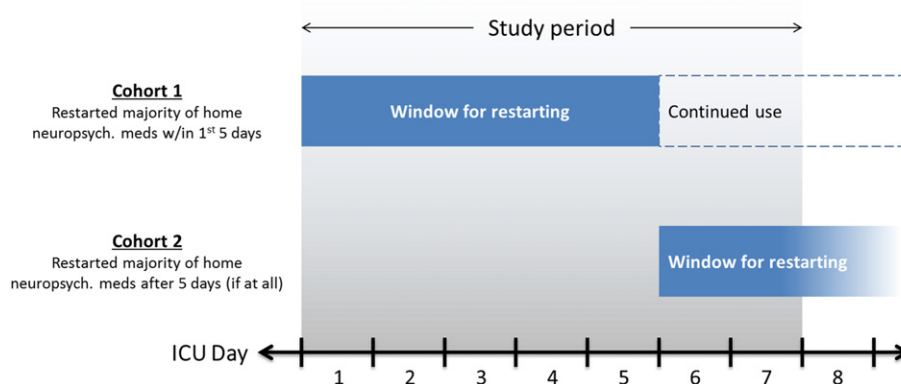 Study period
Cohort 1
Restarted majority of home
neuropsych. meds w/in 1st 5 days
Window for restarting
Continued use
Cohort 2
Restarted majority of home
neuropsych. meds after 5 days (if at all)
Window for restarting
ICU Day
1 2 3 4 5 6 7 8